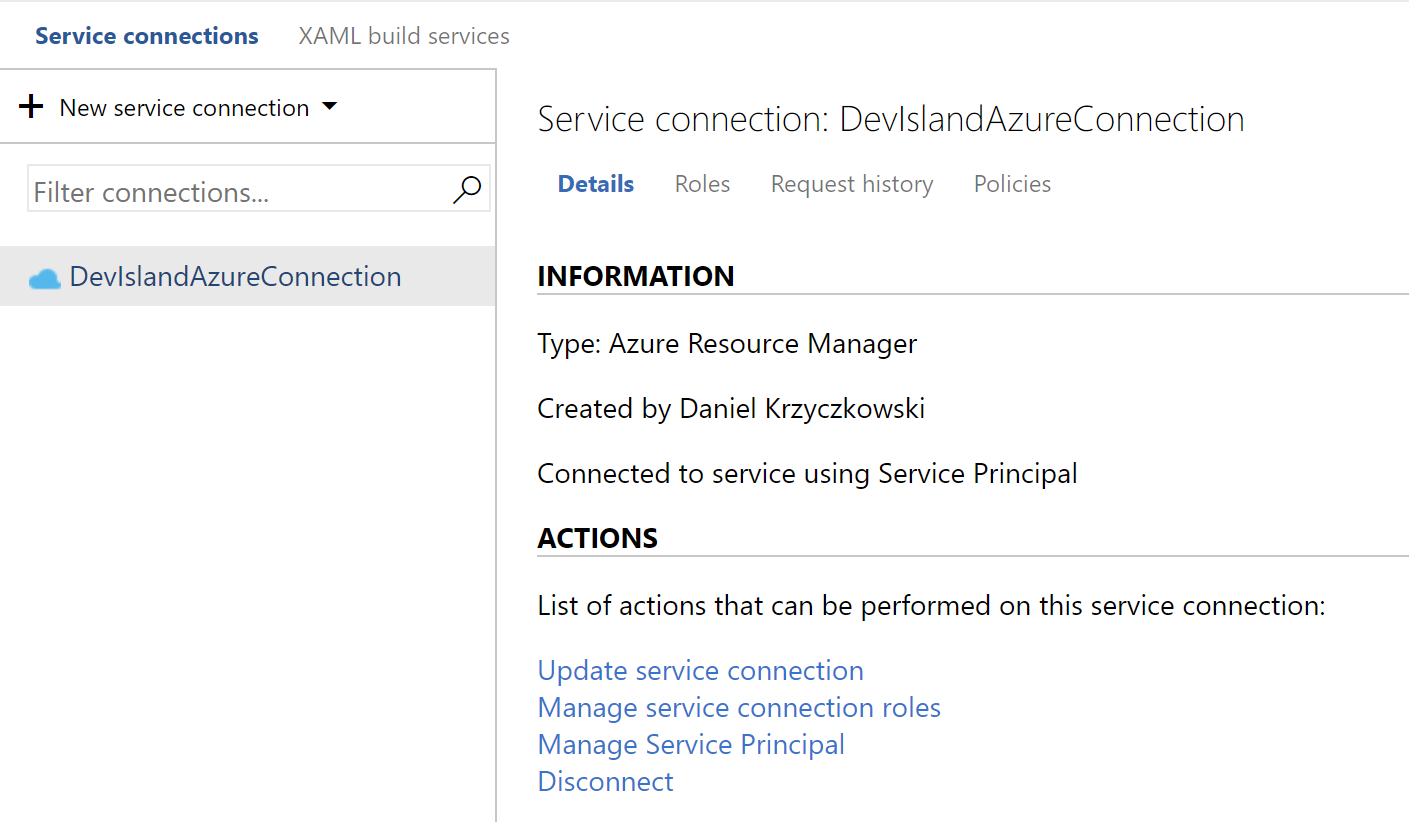 Service connections XAML build services
New service connection
Filter connections...
DevIslandAzureConnection
Service connection: DevIslandAzureConnection
Details Roles Request history Policies
INFORMATION
Type: Azure Resource Manager
Created by Daniel Krzyczkowski
Connected to service using Service Principal
ACTIONS
List of actions that can be performed on this service connection:
Update service connection
Manage service connection roles
Manage Service Principal
Disconnect